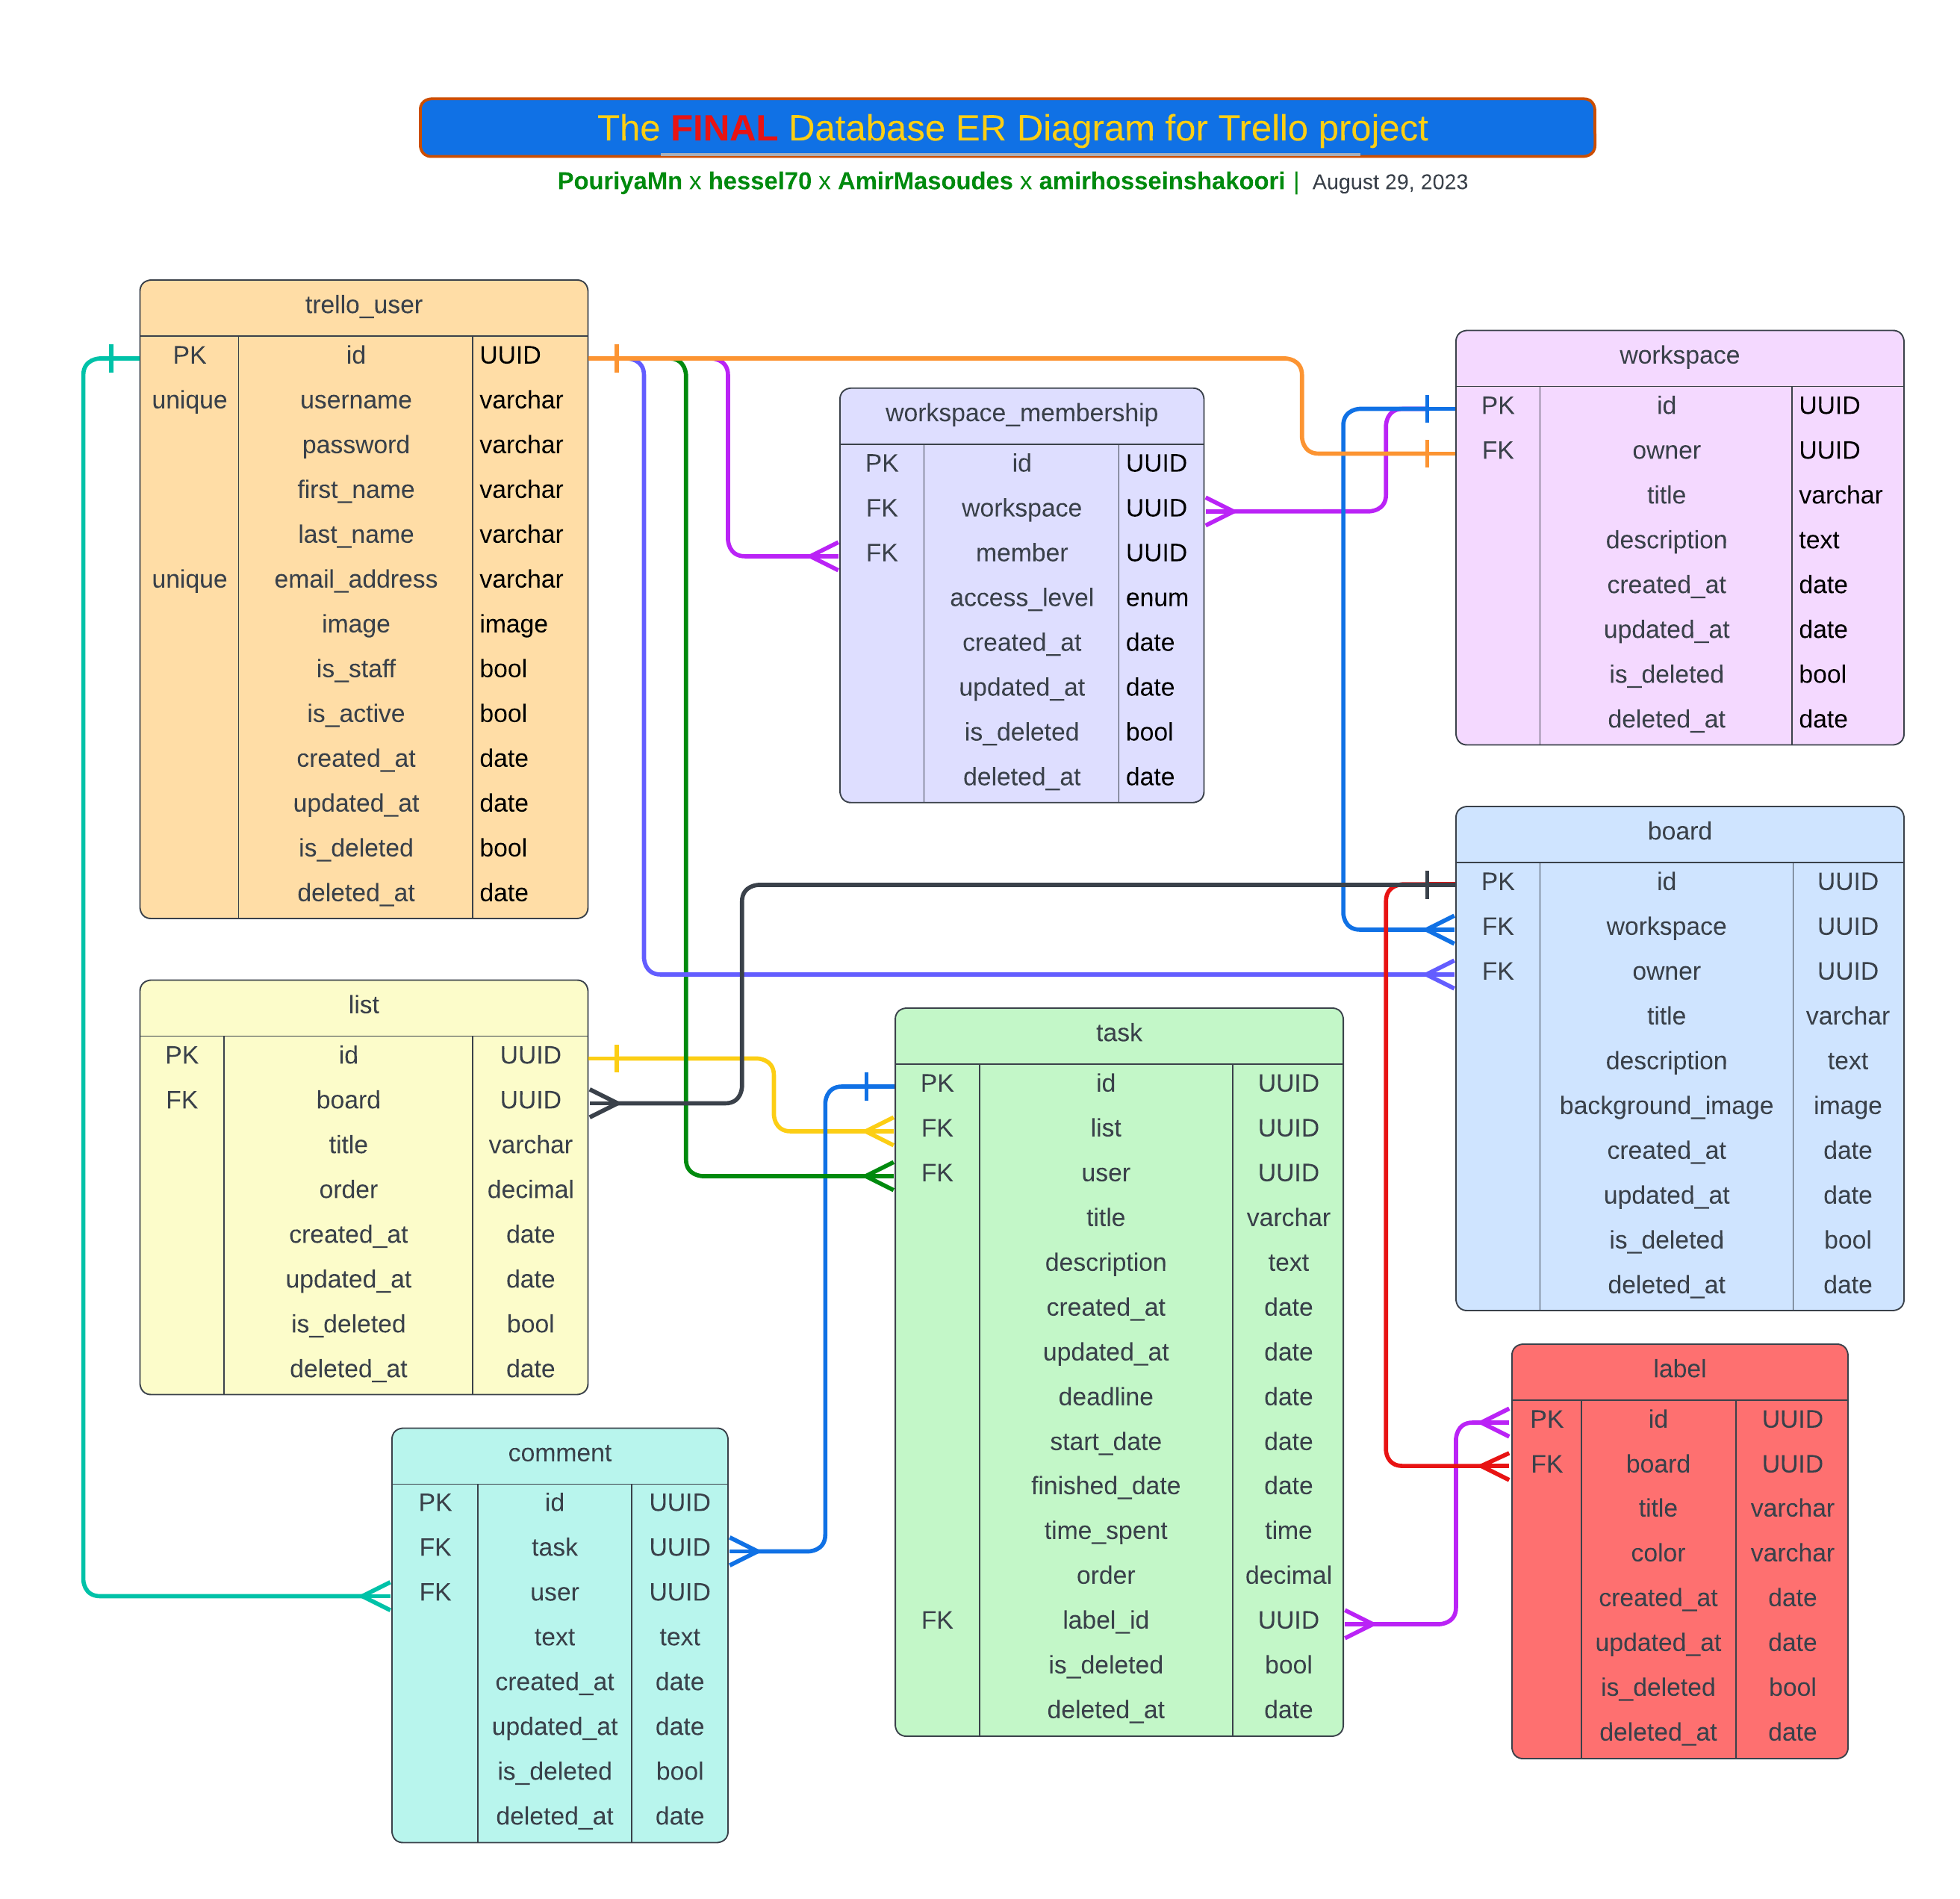 The FINAL Database ER Diagram for Trello project
PouriyaMn x hessel70 x AmirMasoudes x amirhosseinshakoori | August 29, 2023
trello_user
PK id UUID
unique username varchar
password varchar
first_name varchar
last_name varchar
unique email_address varchar
image image
is_staff bool
is_active bool
created_at date
updated_at date
is_deleted bool
deleted_at date
workspace_membership
PK id UUID
FK workspace UUID
FK member UUID
access_level enum
created_at date
updated_at date
is_deleted bool
deleted_at date
workspace
PK id UUID
FK owner UUID
title varchar
description text
created_at date
updated_at date
is_deleted bool
deleted_at date
board
PK id UUID
FK workspace UUID
FK owner UUID
title varchar
description text
background_image image
created_at date
updated_at date
is_deleted bool
deleted_at date
list
PK id UUID
FK board UUID
title varchar
order decimal
created_at date
updated_at date
is_deleted bool
deleted_at date
task
PK id UUID
FK list UUID
FK user UUID
title varchar
description text
created_at date
updated_at date
deadline date
start_date date
finished_date date
time_spent time
order decimal
FK label_id UUID
is_deleted bool
deleted_at date
label
PK id UUID
FK board UUID
title varchar
color varchar
created_at date
updated_at date
is_deleted bool
deleted_at date
comment
PK id UUID
FK task UUID
FK user UUID
text text
created_at date
updated_at date
is_deleted bool
deleted_at date